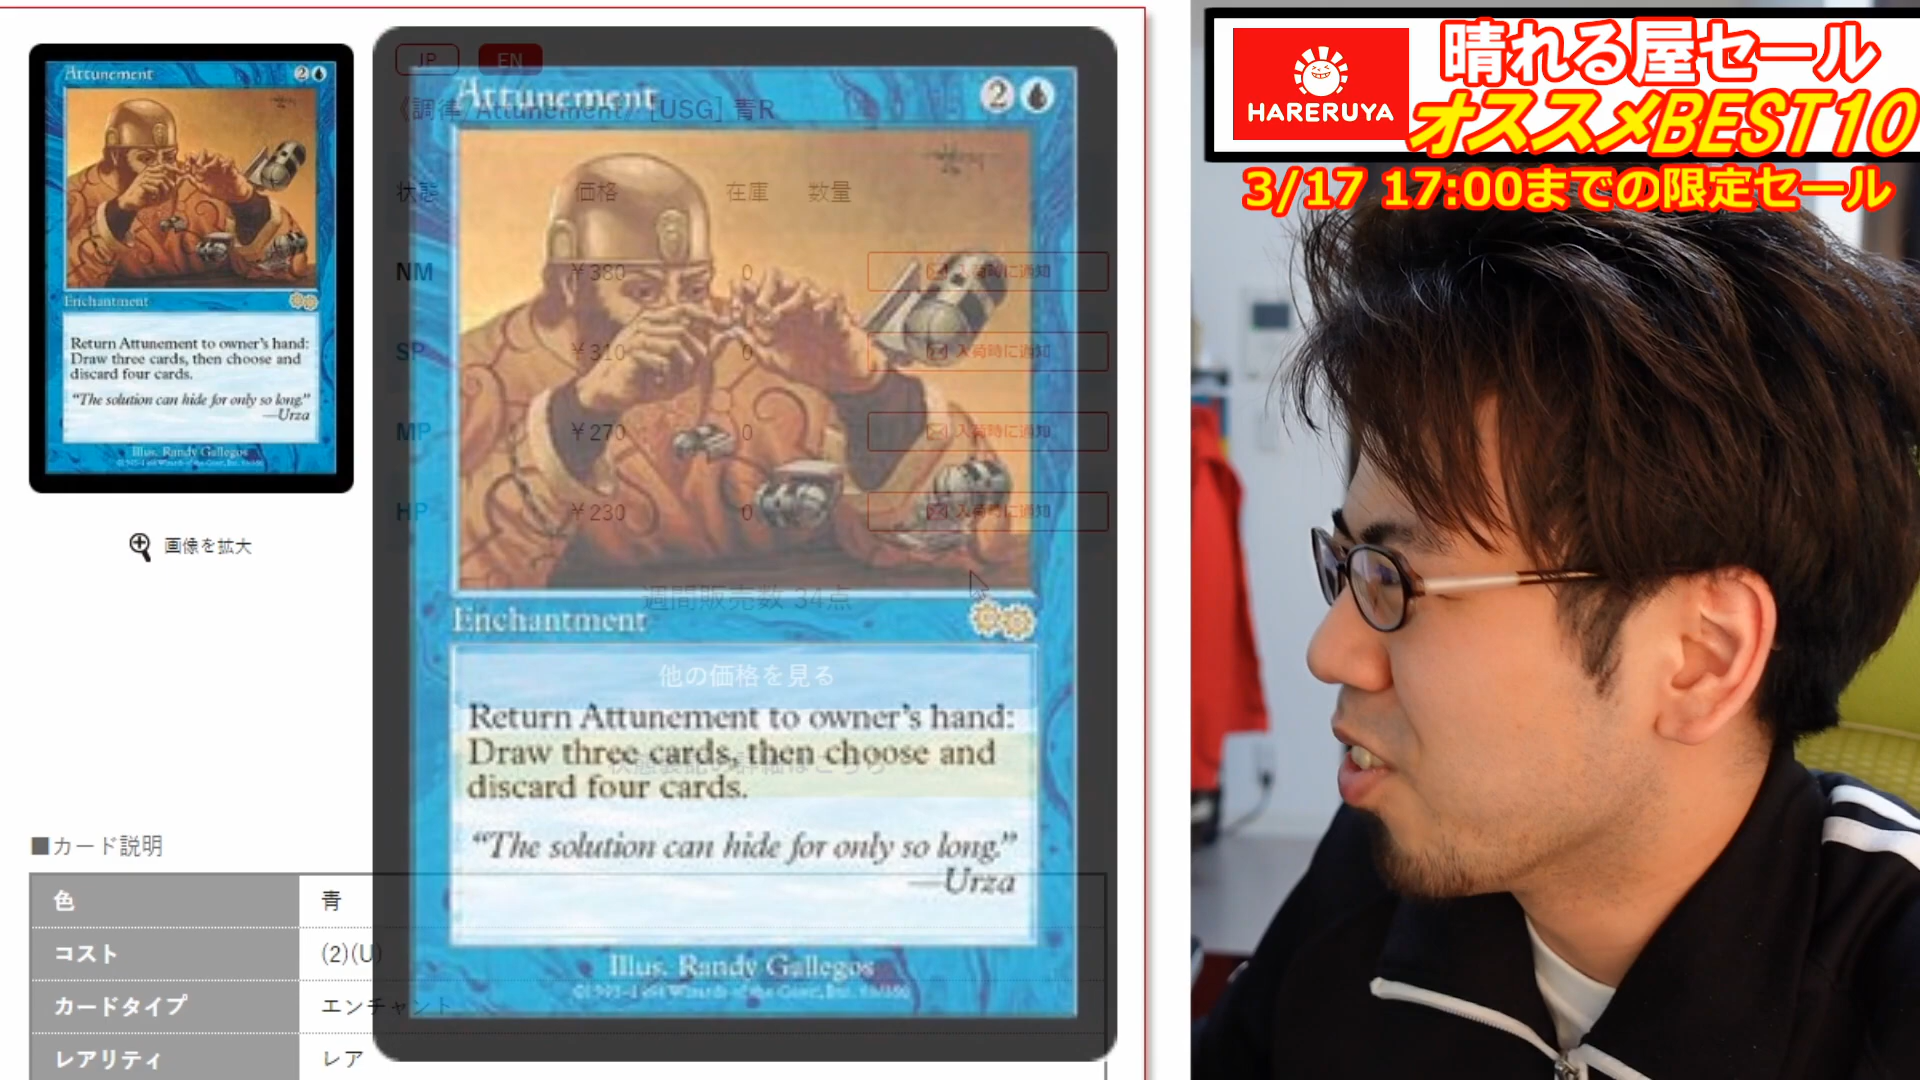 Attunement
2
Enchantment
Return Attunement to owner's hand:
Draw three cards, then choose and
discard four cards.
"The solution can hide for only so long."
—Urza
Illus. Randy Gallegos
画像を拡大
■カード説明
色 青
コスト (2)(U)
カードタイプ エンチャント
レアリティ レア
JP EN
《調律/Attunement》 [USG] 青R
状態 価格 在庫 数量
NM ¥380 0 入荷時に通知
SP ¥310 0 入荷時に通知
MP ¥270 0 入荷時に通知
HP ¥230 0 入荷時に通知
週間販売数 34点
他の価格を見る
Attunement
2
Enchantment
Return Attunement to owner's hand:
Draw three cards, then choose and
discard four cards.
"The solution can hide for only so long."
—Urza
Illus. Randy Gallegos
HARERUYA
晴れる屋セール
オススメBEST10
3/17 17:00までの限定セール